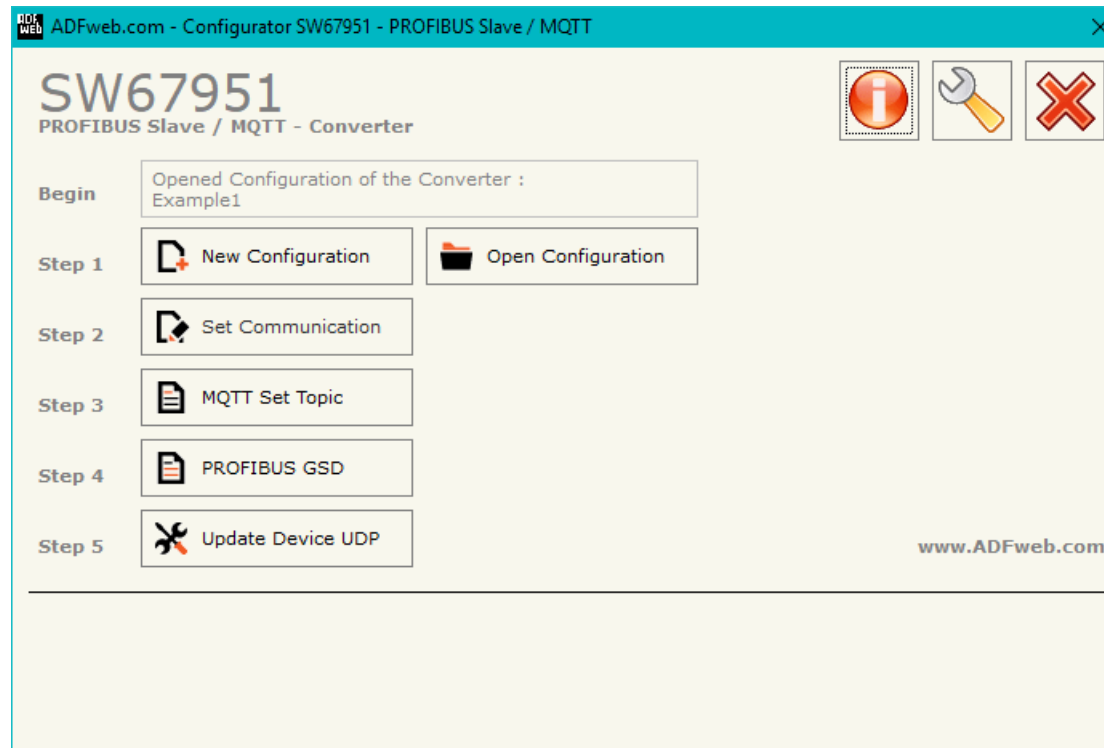 ADF WEB ADFweb.com - Configurator SW67951 - PROFIBUS Slave / MQTT
SW67951
PROFIBUS Slave / MQTT - Converter
Begin
Opened Configuration of the Converter :
Example1
Step 1
New Configuration
Open Configuration
Step 2
Set Communication
Step 3
MQTT Set Topic
Step 4
PROFIBUS GSD
Step 5
Update Device UDP
www.ADFweb.com